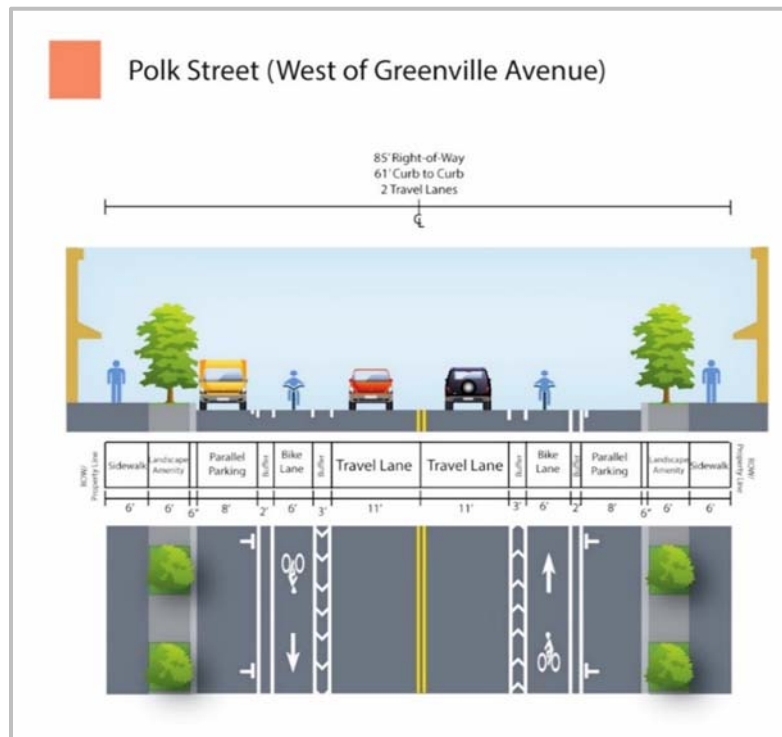 Polk Street (West of Greenville Avenue)
85' Right-of-Way
61' Curb to Curb
2 Travel Lanes
℄
ROW/
Property Line
Sidewalk
Landscape
Amenity
Parallel
Parking
Buffer
Bike
Lane
Buffer
Travel Lane
Travel Lane
Buffer
Bike
Lane
Buffer
Parallel
Parking
Landscape
Amenity
Sidewalk
ROW/
Property Line
6' 6' 6" 8' 2' 6' 3' 11' 11' 3' 6' 2' 8' 6" 6' 6'